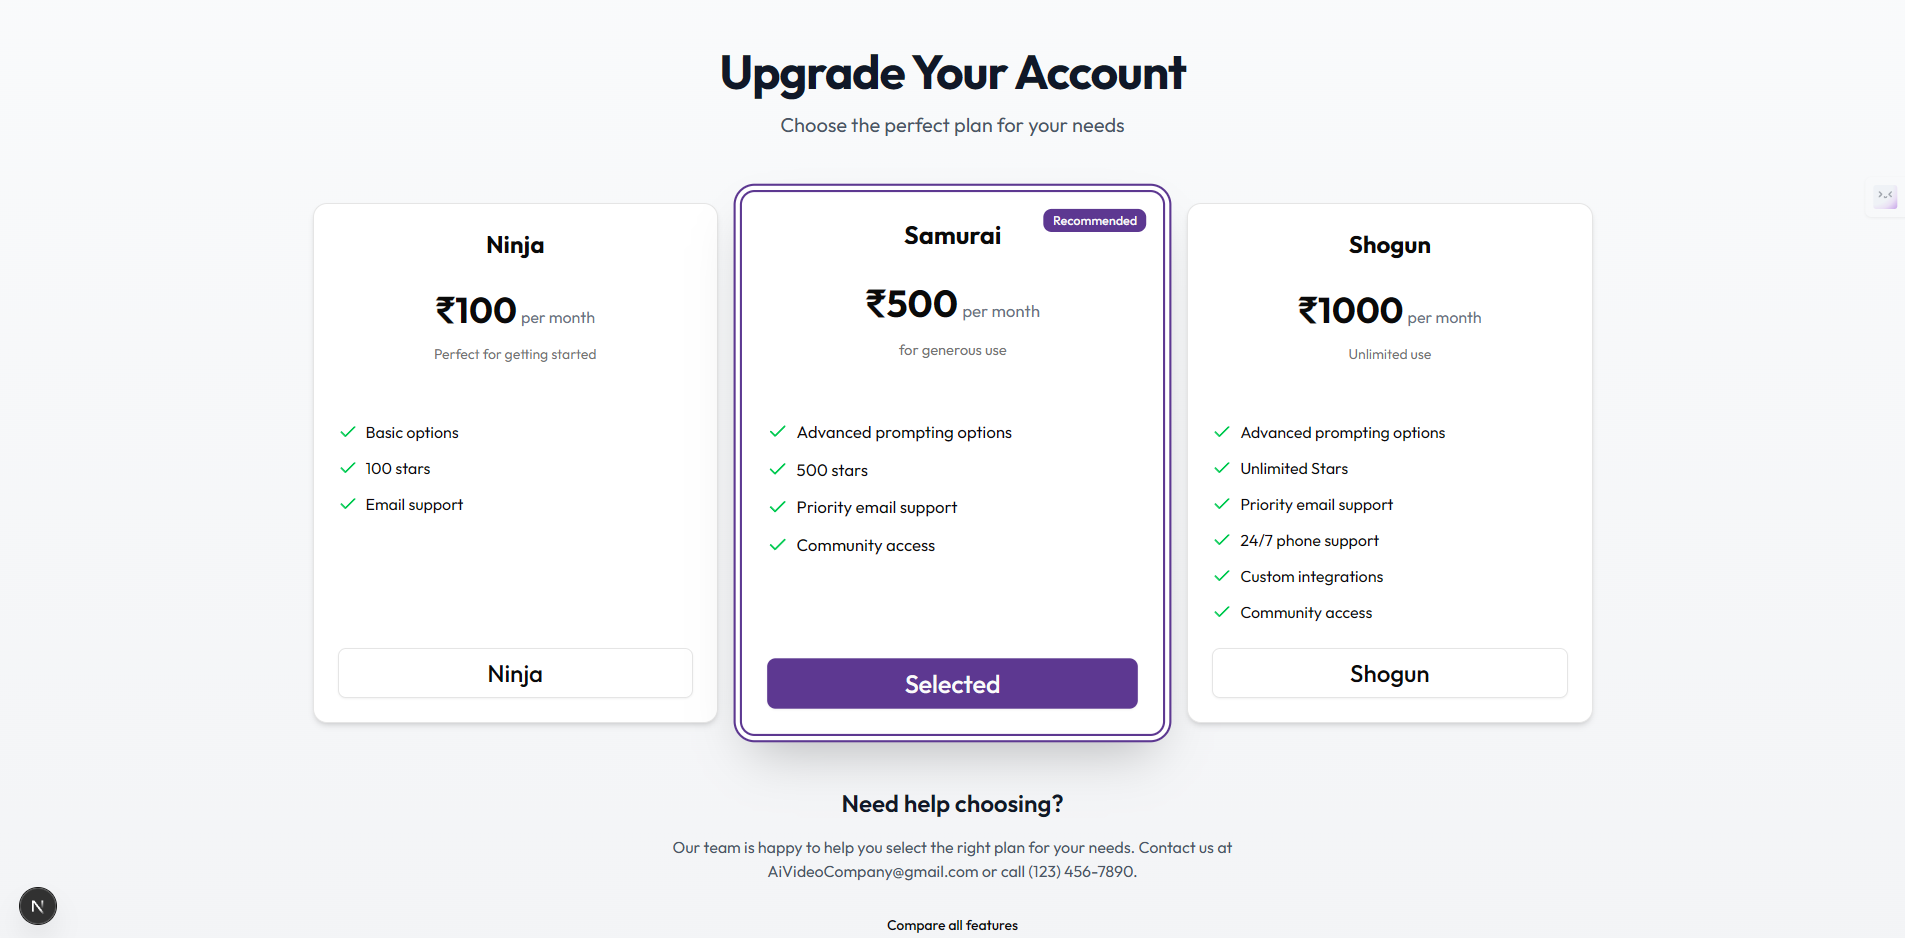 Upgrade Your Account
Choose the perfect plan for your needs
Ninja
₹100 per month
Perfect for getting started
Basic options
100 stars
Email support
Ninja
Recommended
Samurai
₹500 per month
for generous use
Advanced prompting options
500 stars
Priority email support
Community access
Selected
Shogun
₹1000 per month
Unlimited use
Advanced prompting options
Unlimited Stars
Priority email support
24/7 phone support
Custom integrations
Community access
Shogun
Need help choosing?
Our team is happy to help you select the right plan for your needs. Contact us at
AiVideoCompany@gmail.com or call (123) 456-7890.
Compare all features
N